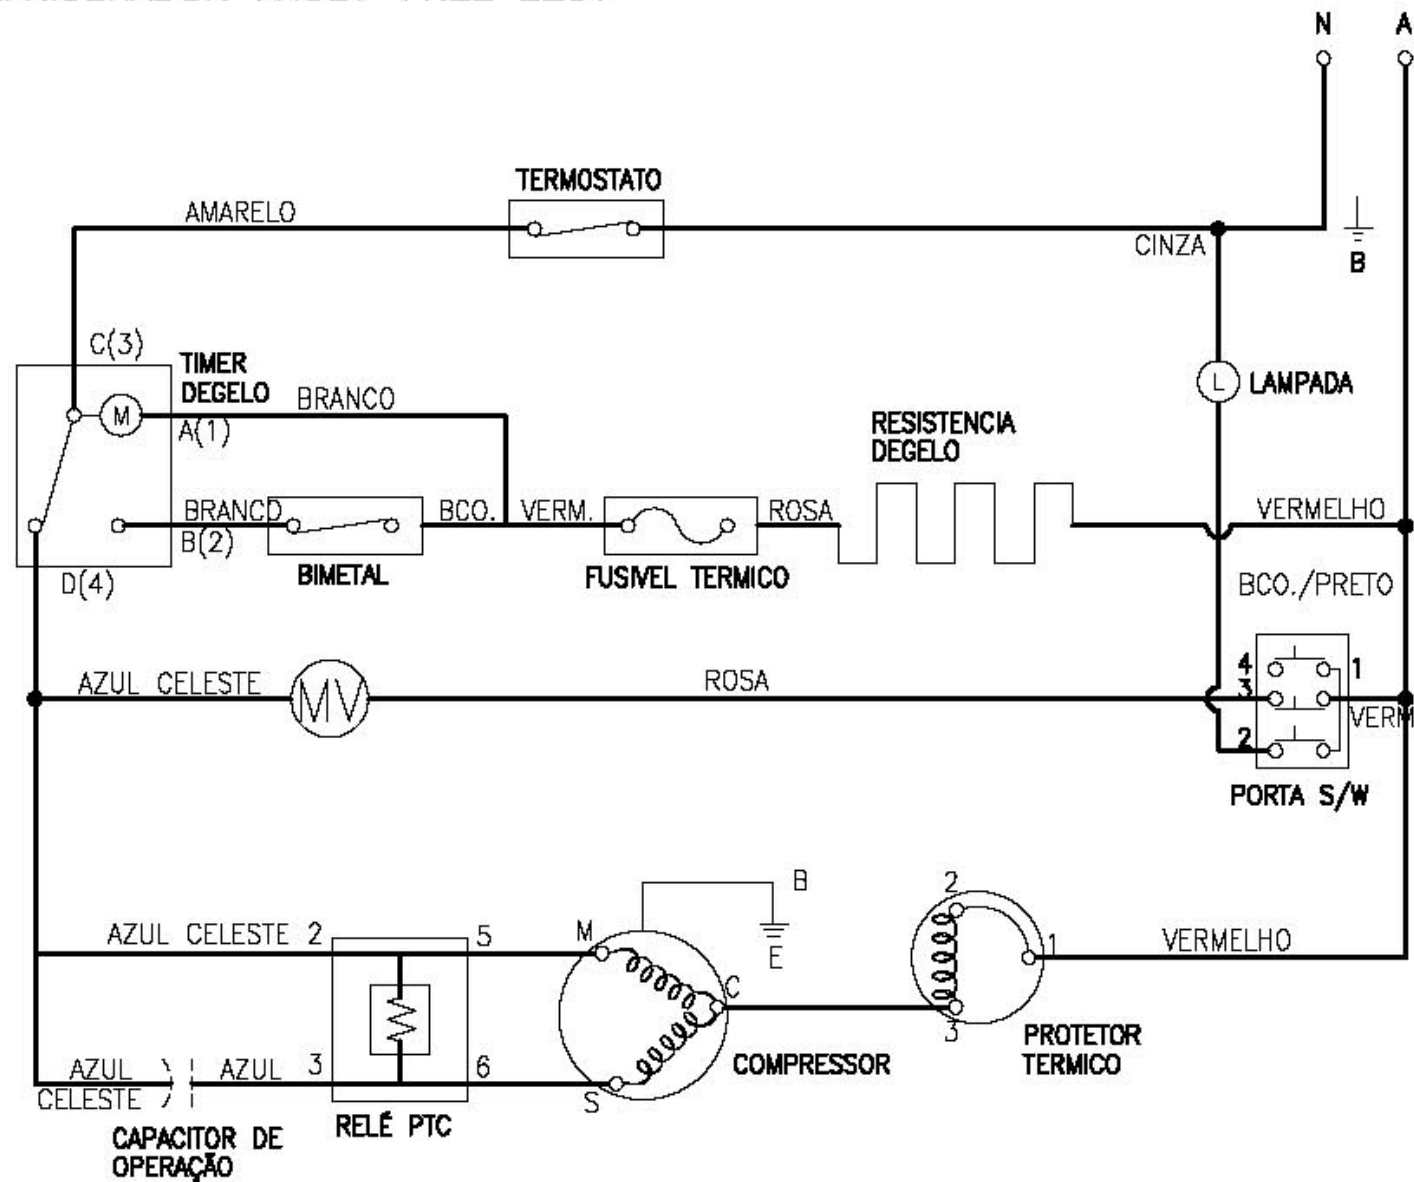 N A
TERMOSTATO
AMARELO
CINZA
B
C(3)
TIMER
DEGELO
BRANCO
M
A(1)
L LAMPADA
RESISTENCIA
DEGELO
BRANCO
BCO.
VERM.
ROSA
VERMELHO
B(2)
D(4)
BIMETAL
FUSIVEL TERMICO
BCO./PRETO
AZUL CELESTE
MV
ROSA
4
1
3
VERM
2
PORTA S/W
B
E
AZUL CELESTE 2
5
M
C
S
2
1
3
VERMELHO
COMPRESSOR
PROTETOR
TERMICO
AZUL
CELESTE
AZUL 3
6
RELÉ PTC
CAPACITOR DE
OPERAÇÃO